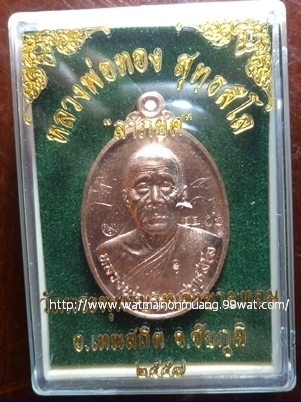 หลวงพ่อทอง สุทฺธสีโล
"ลาภยศ"
http://www.watmainonmuang.99wat.com/
อ.เทพสถิต จ.ชัยภูมิ
๒๕๕๗